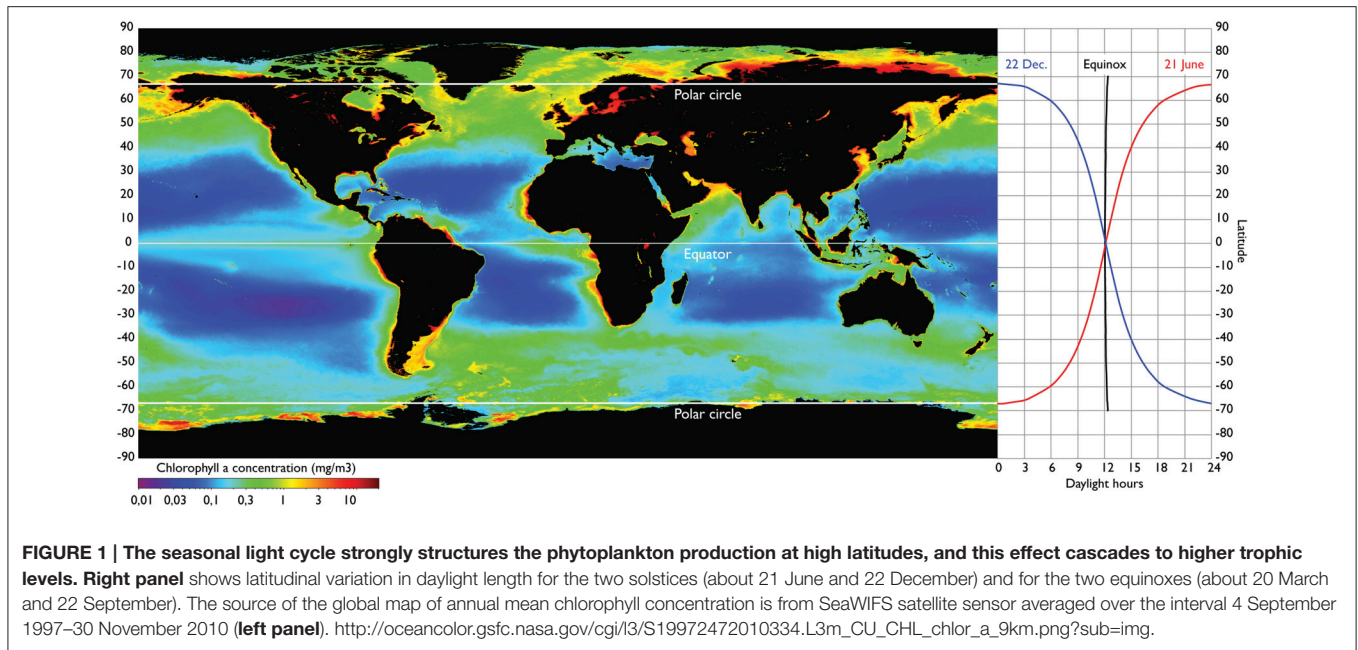 90
80
70
60
50
40
30
20
10
0
-10
-20
-30
-40
-50
-60
-70
-80
-90
Polar circle
Equator
Polar circle
Chlorophyll a concentration (mg/m3)
0,01 0,03 0,1 0,3 1 3 10
22 Dec. Equinox 21 June
90
80
70
60
50
40
30
20
10
0
-10
-20
-30
-40
-50
-60
-70
-80
-90
Latitude
0 3 6 9 12 15 18 21 24
Daylight hours
FIGURE 1 | The seasonal light cycle strongly structures the phytoplankton production at high latitudes, and this effect cascades to higher trophic
levels. Right panel shows latitudinal variation in daylight length for the two solstices (about 21 June and 22 December) and for the two equinoxes (about 20 March
and 22 September). The source of the global map of annual mean chlorophyll concentration is from SeaWIFS satellite sensor averaged over the interval 4 September
1997–30 November 2010 (left panel). http://oceancolor.gsfc.nasa.gov/cgi/l3/S19972472010334.L3m_CU_CHL_chlor_a_9km.png?sub=img.